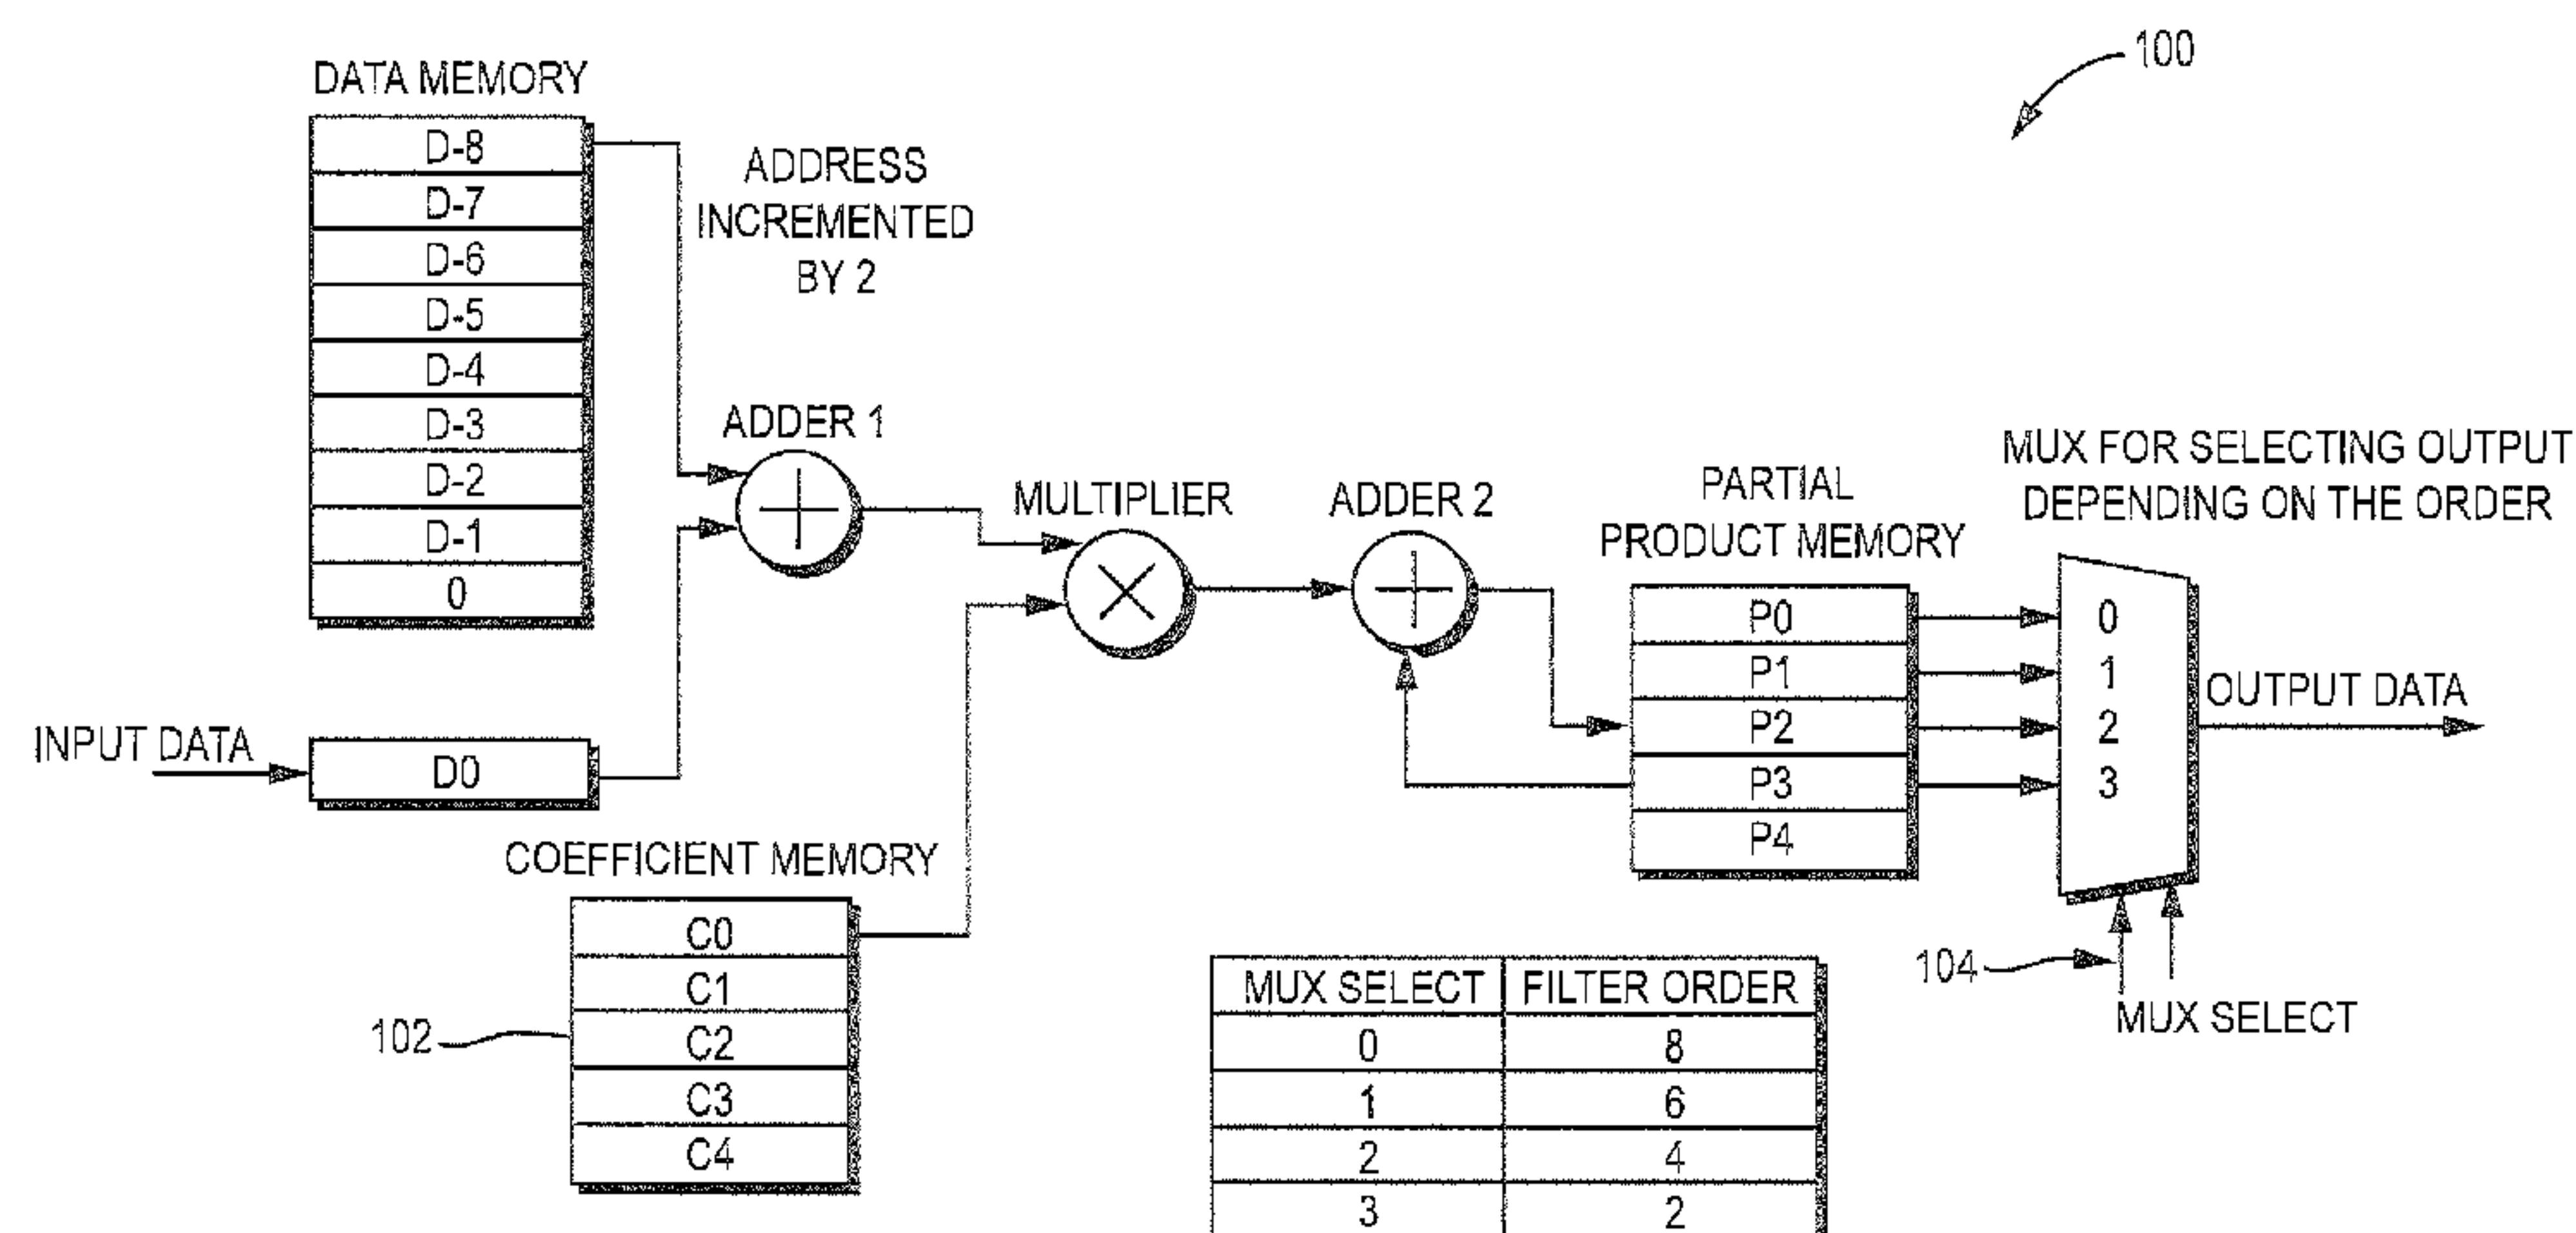 100
DATA MEMORY
D-8
D-7
D-6
D-5
D-4
D-3
D-2
D-1
0
ADDRESS
INCREMENTED
BY 2
ADDER 1
INPUT DATA
D0
MULTIPLIER
ADDER 2
COEFFICIENT MEMORY
C0
C1
C2
C3
C4
102
PARTIAL
PRODUCT MEMORY
P0
P1
P2
P3
P4
MUX FOR SELECTING OUTPUT
DEPENDING ON THE ORDER
0
1
2
3
OUTPUT DATA
104
MUX SELECT
MUX SELECT FILTER ORDER
0 8
1 6
2 4
3 2